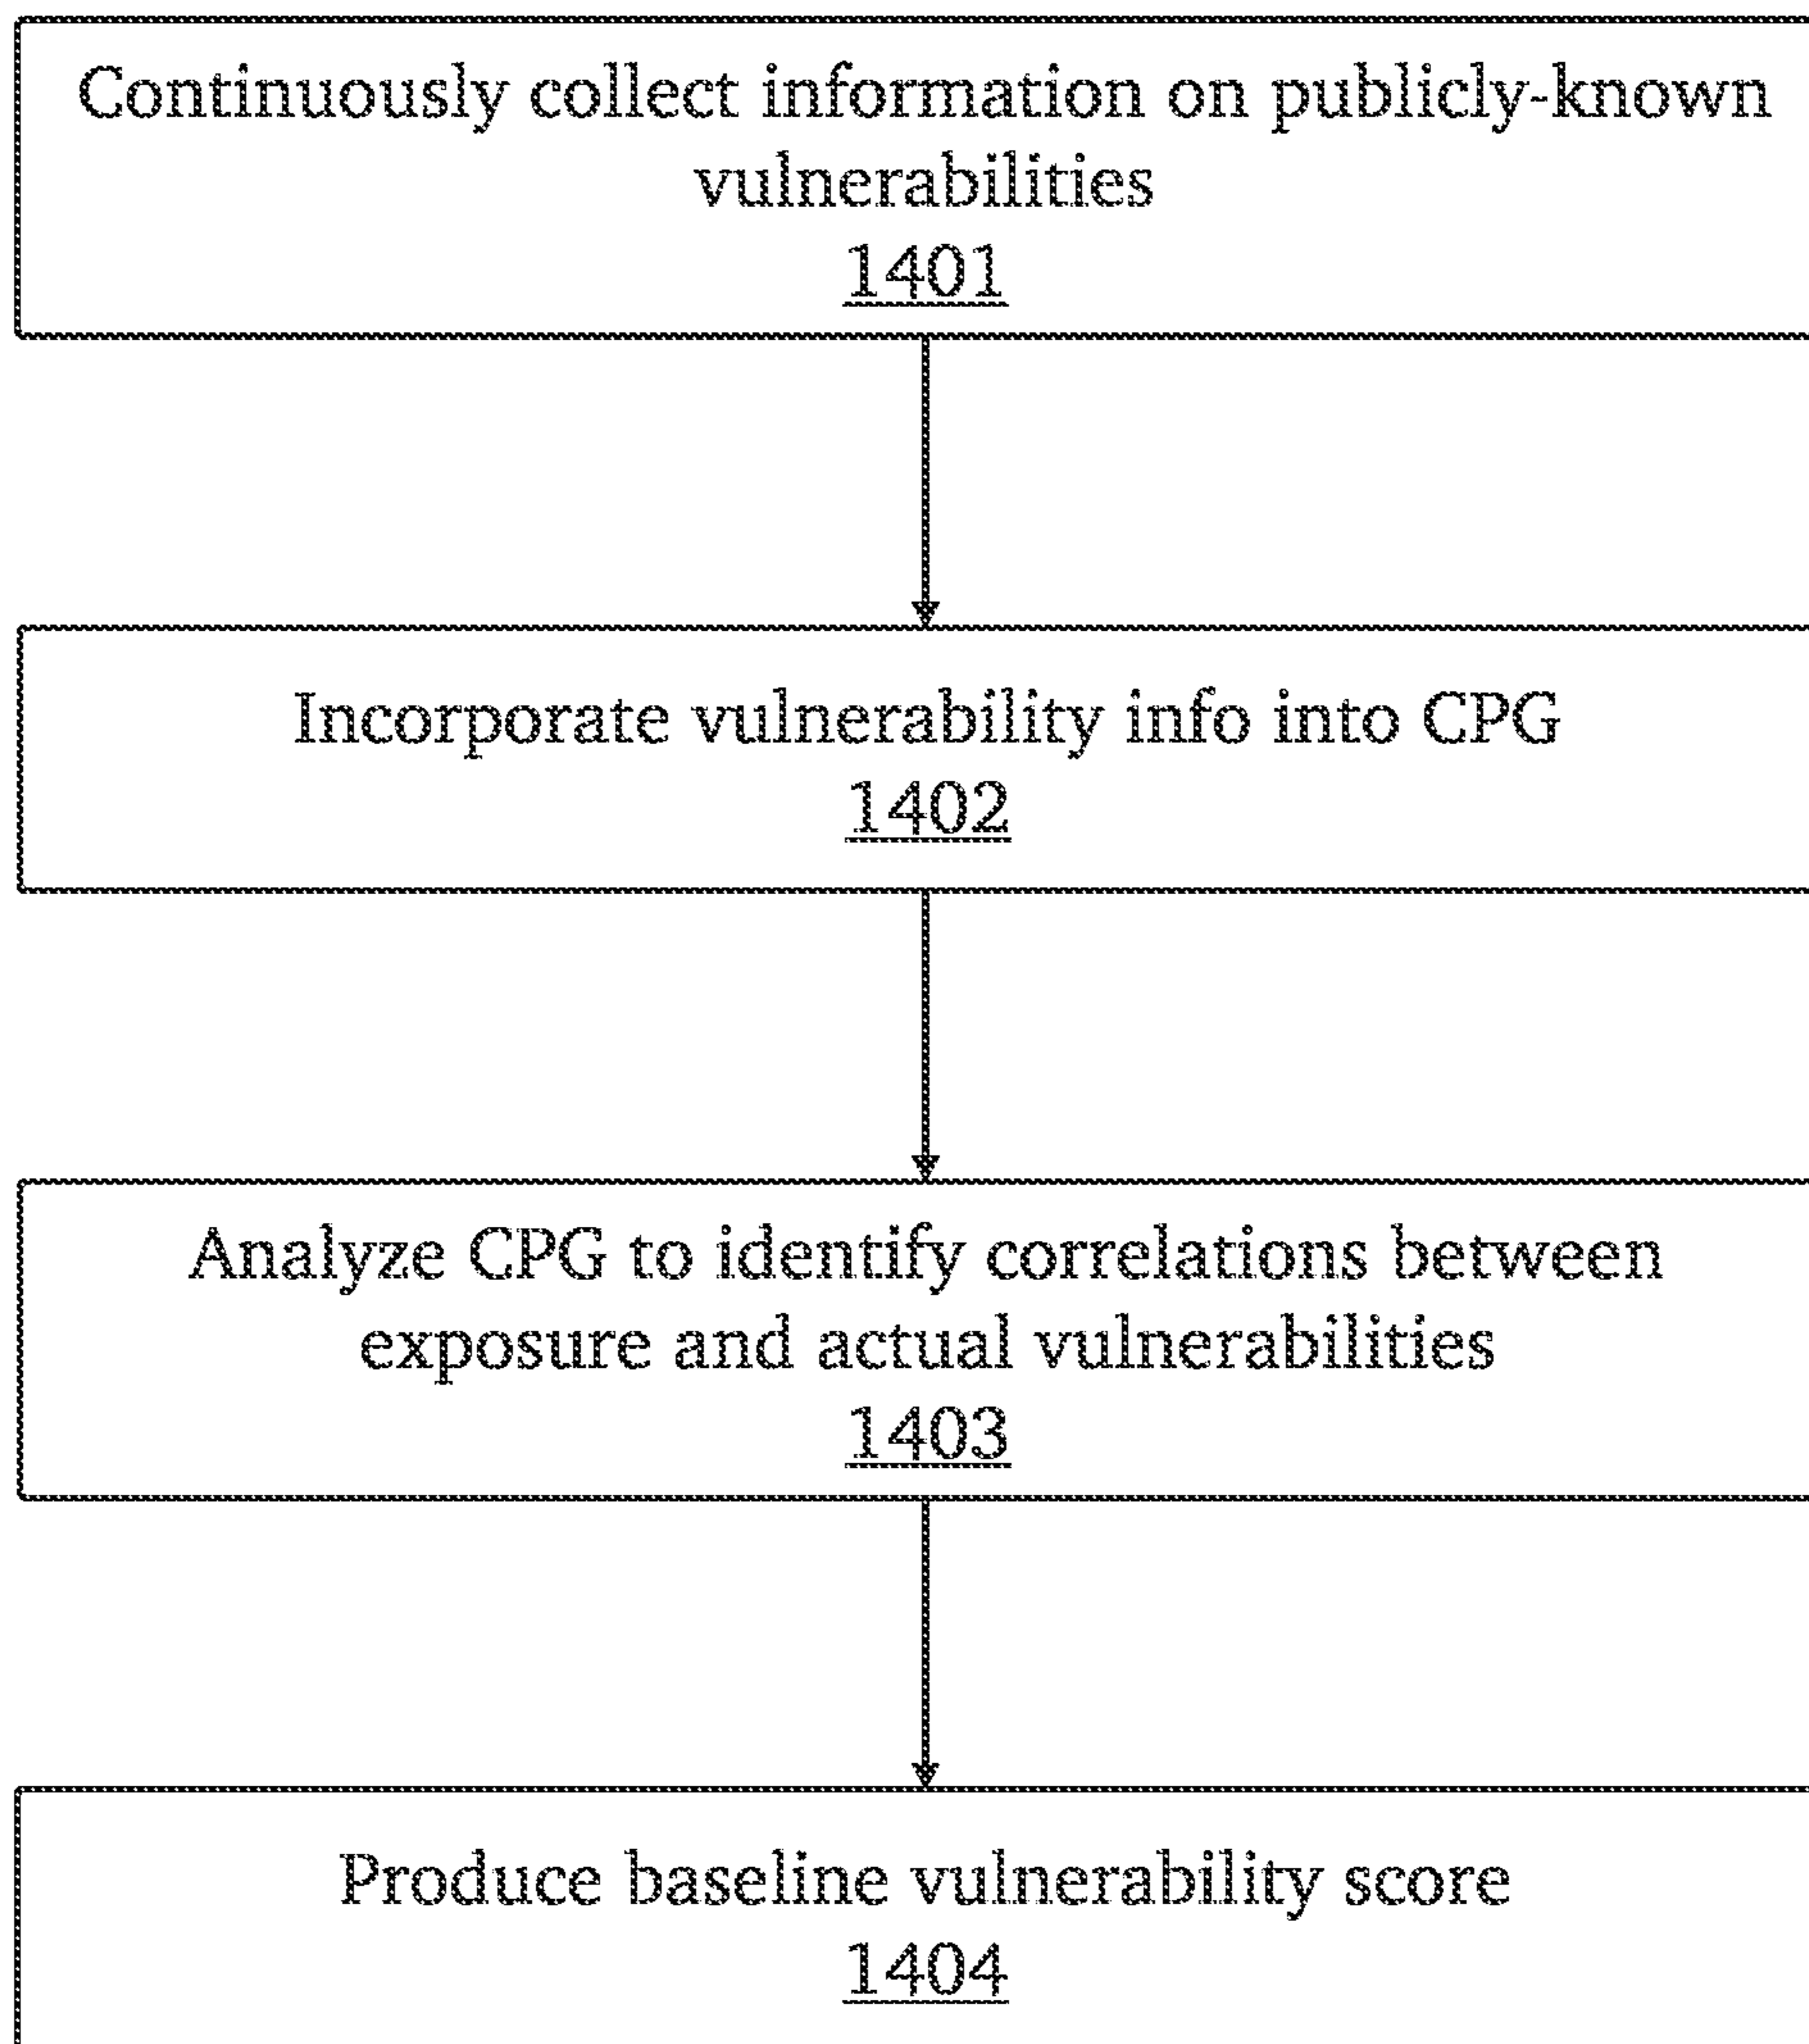 Continuously collect information on publicly-known
vulnerabilities
1401
Incorporate vulnerability info into CPG
1402
Analyze CPG to identify correlations between
exposure and actual vulnerabilities
1403
Produce baseline vulnerability score
1404